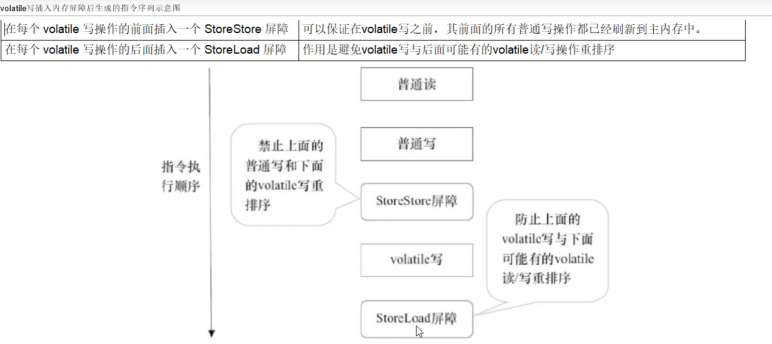 volatile写插入内存屏障后生成的指令序列示意图
在每个 volatile 写操作的前面插入一个 StoreStore 屏障
可以保证在volatile写之前，其前面的所有普通写操作都已经刷新到主内存中。
在每个 volatile 写操作的后面插入一个 StoreLoad 屏障
作用是避免volatile写与后面可能有的volatile读/写操作重排序
普通读
禁止上面的
普通写和下面
的volatile写重
排序
普通写
指令执
行顺序
StoreStore屏障
防止上面的
volatile写与下面
可能有的volatile
读/写重排序
volatile写
StoreLoad屏障